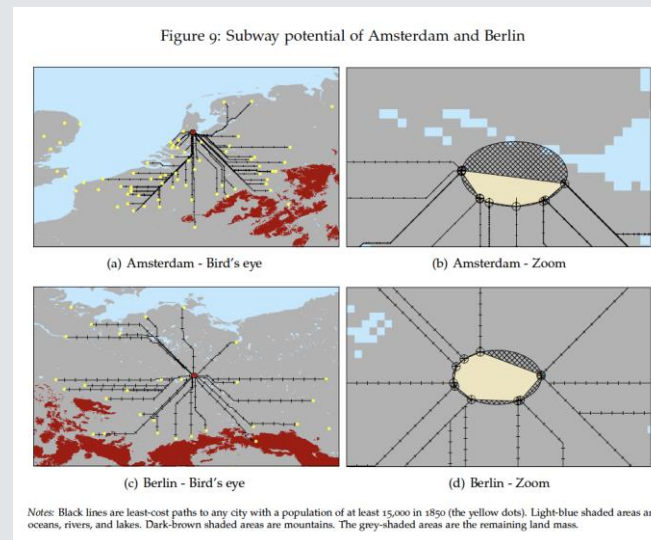 Figure 9: Subway potential of Amsterdam and Berlin
(a) Amsterdam - Bird's eye
(b) Amsterdam - Zoom
(c) Berlin - Bird's eye
(d) Berlin - Zoom
Notes: Black lines are least-cost paths to any city with a population of at least 15,000 in 1850 (the yellow dots). Light-blue shaded areas
oceans, rivers, and lakes. Dark-brown shaded areas are mountains. The grey-shaded areas are the remaining land mass.